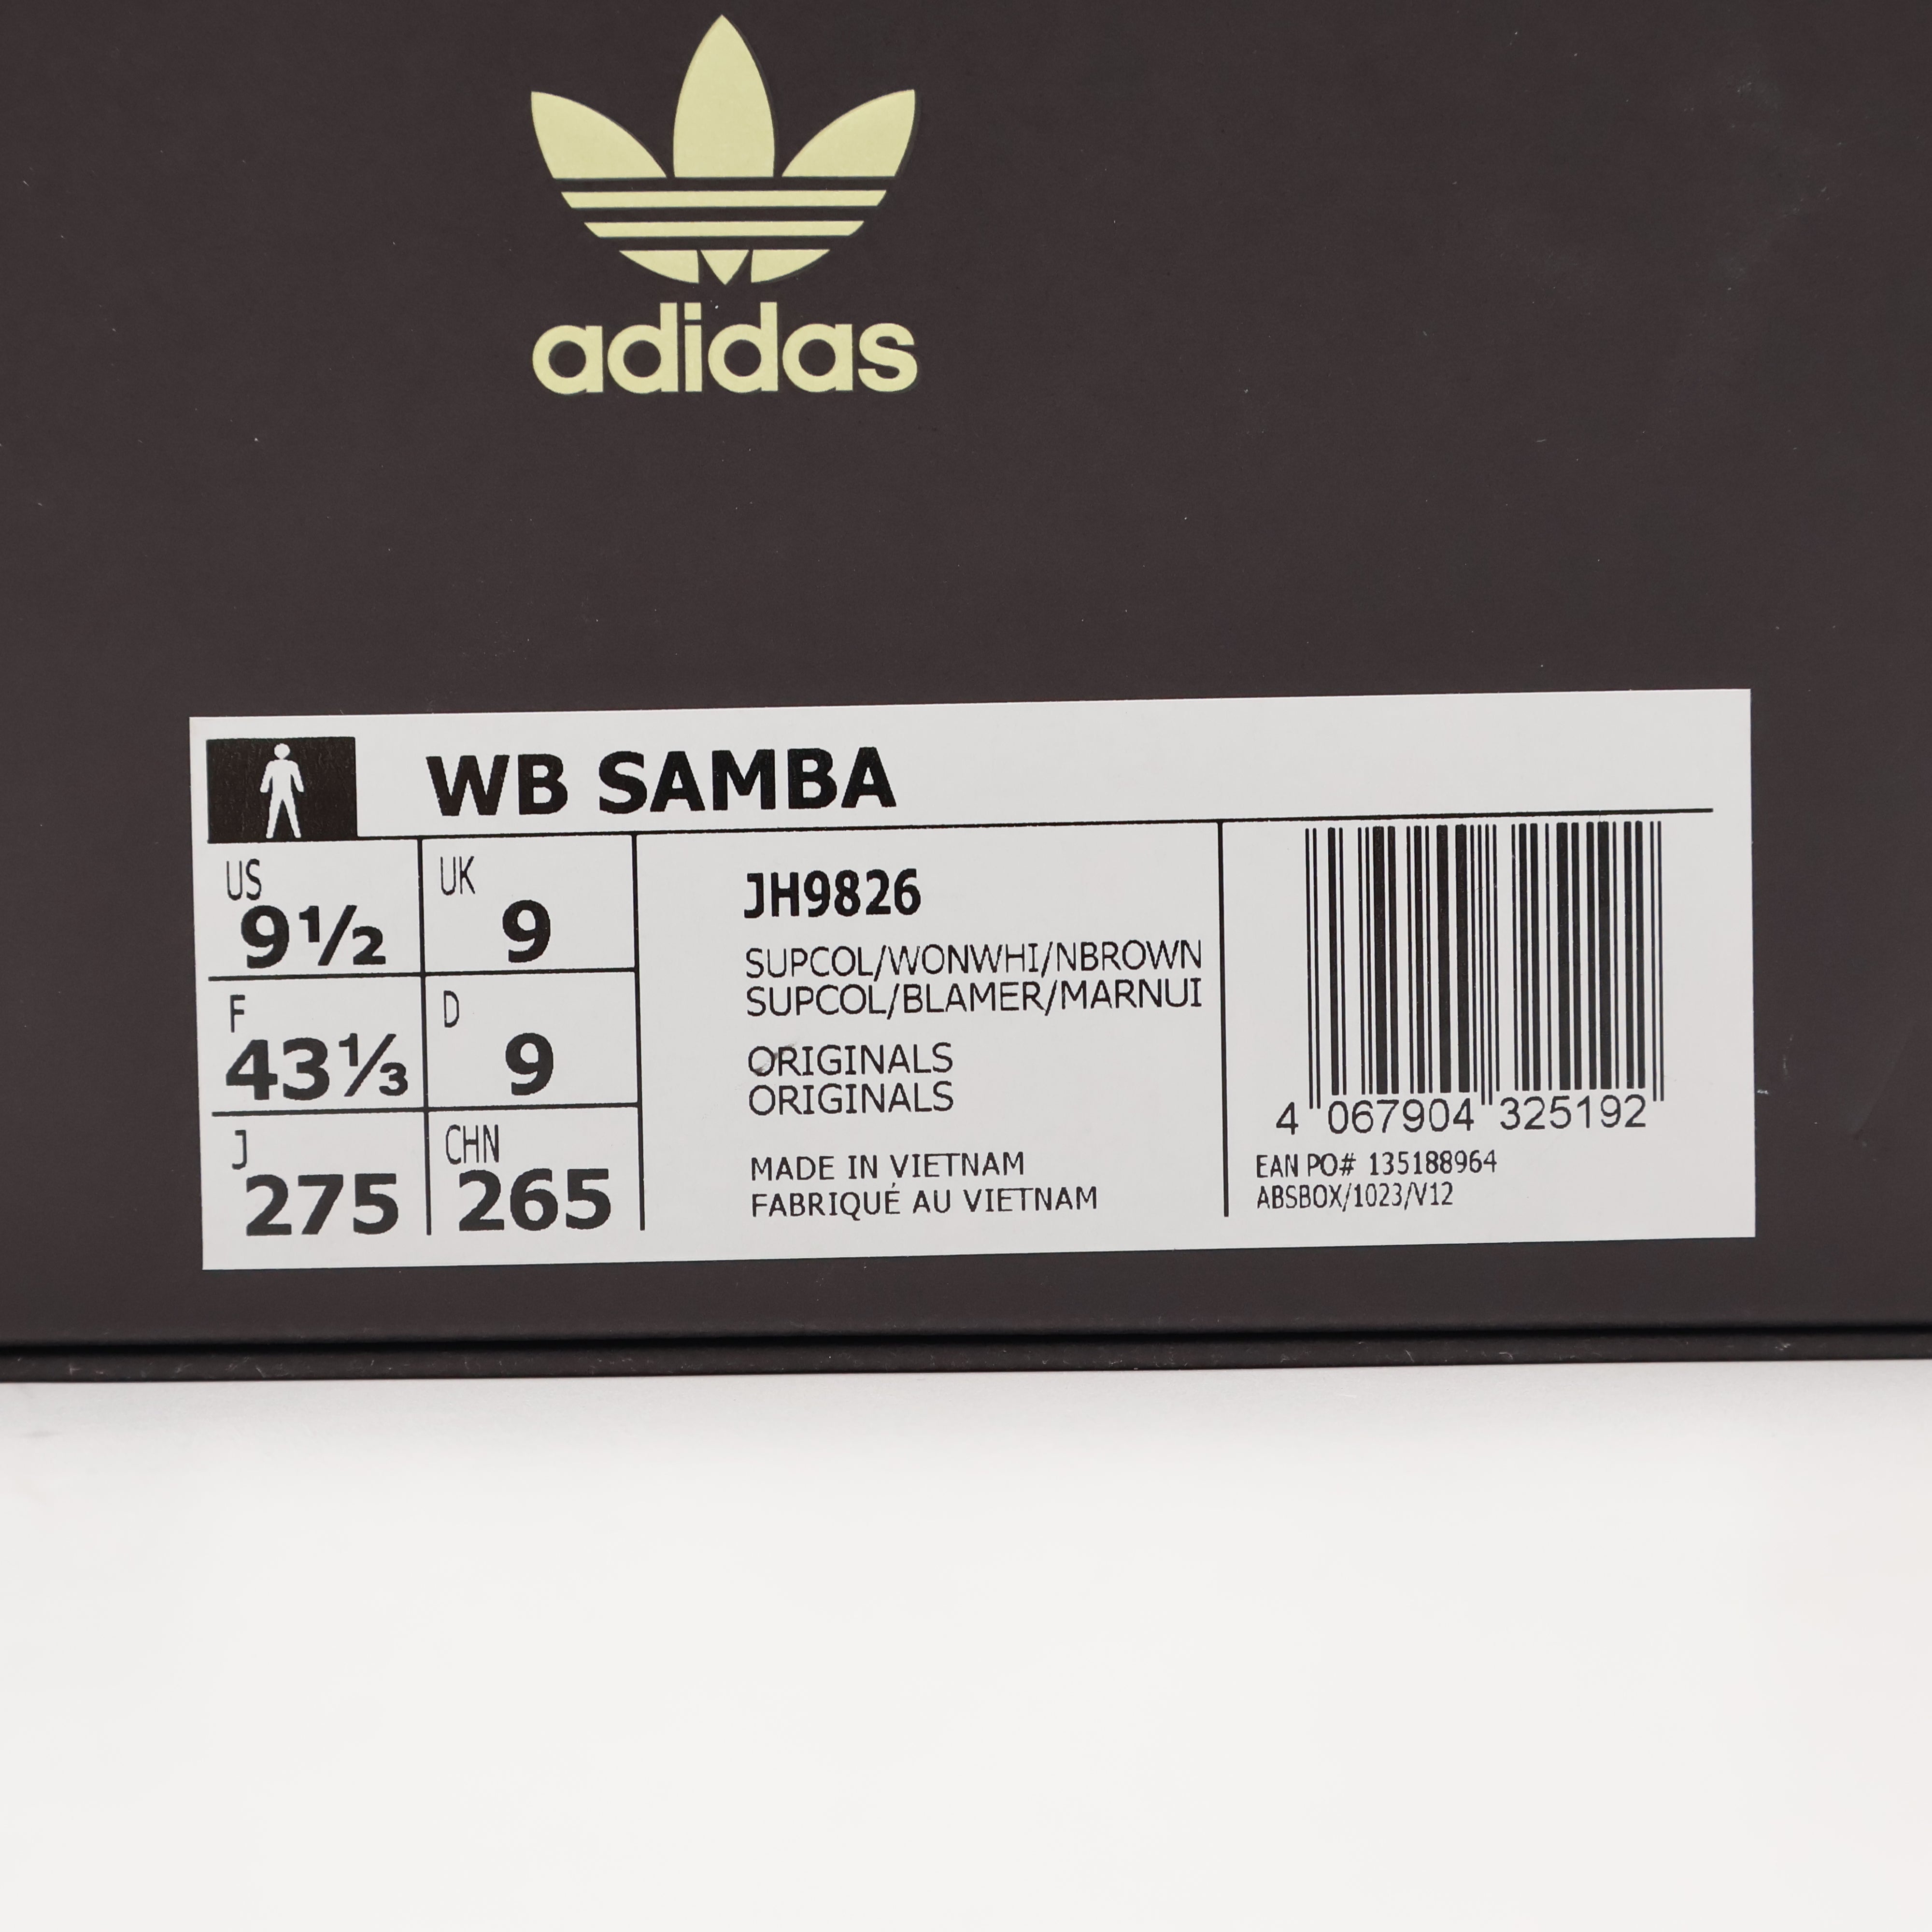 adidas
WB SAMBA
US
9½
UK
9
F
43⅓
D
9
J
275
CHN
265
JH9826
SUPCOL/WONWHI/NBROWN
SUPCOL/BLAMER/MARNUI
ORIGINALS
ORIGINALS
MADE IN VIETNAM
FABRIQUÉ AU VIETNAM
4 067904 325192
EAN PO# 135188964
ABSBOX/1023/V12